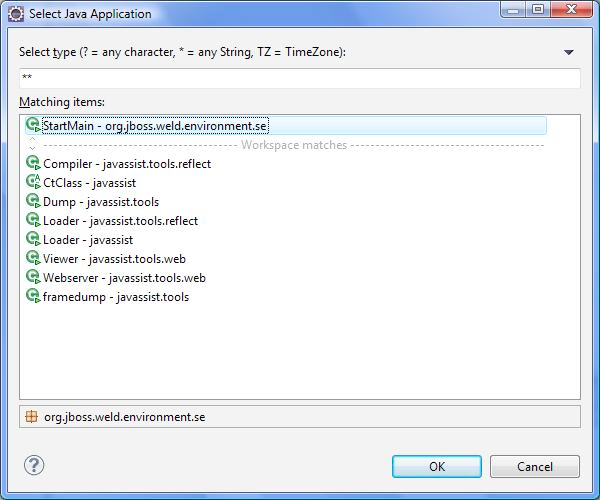 Select Java Application
Select type (? = any character, * = any String, TZ = TimeZone):
**
Matching items:
StartMain - org.jboss.weld.environment.se
Workspace matches
Compiler - javassist.tools.reflect
CtClass - javassist
Dump - javassist.tools
Loader - javassist.tools.reflect
Loader - javassist
Viewer - javassist.tools.web
Webserver - javassist.tools.web
framedump - javassist.tools
org.jboss.weld.environment.se
? OK Cancel